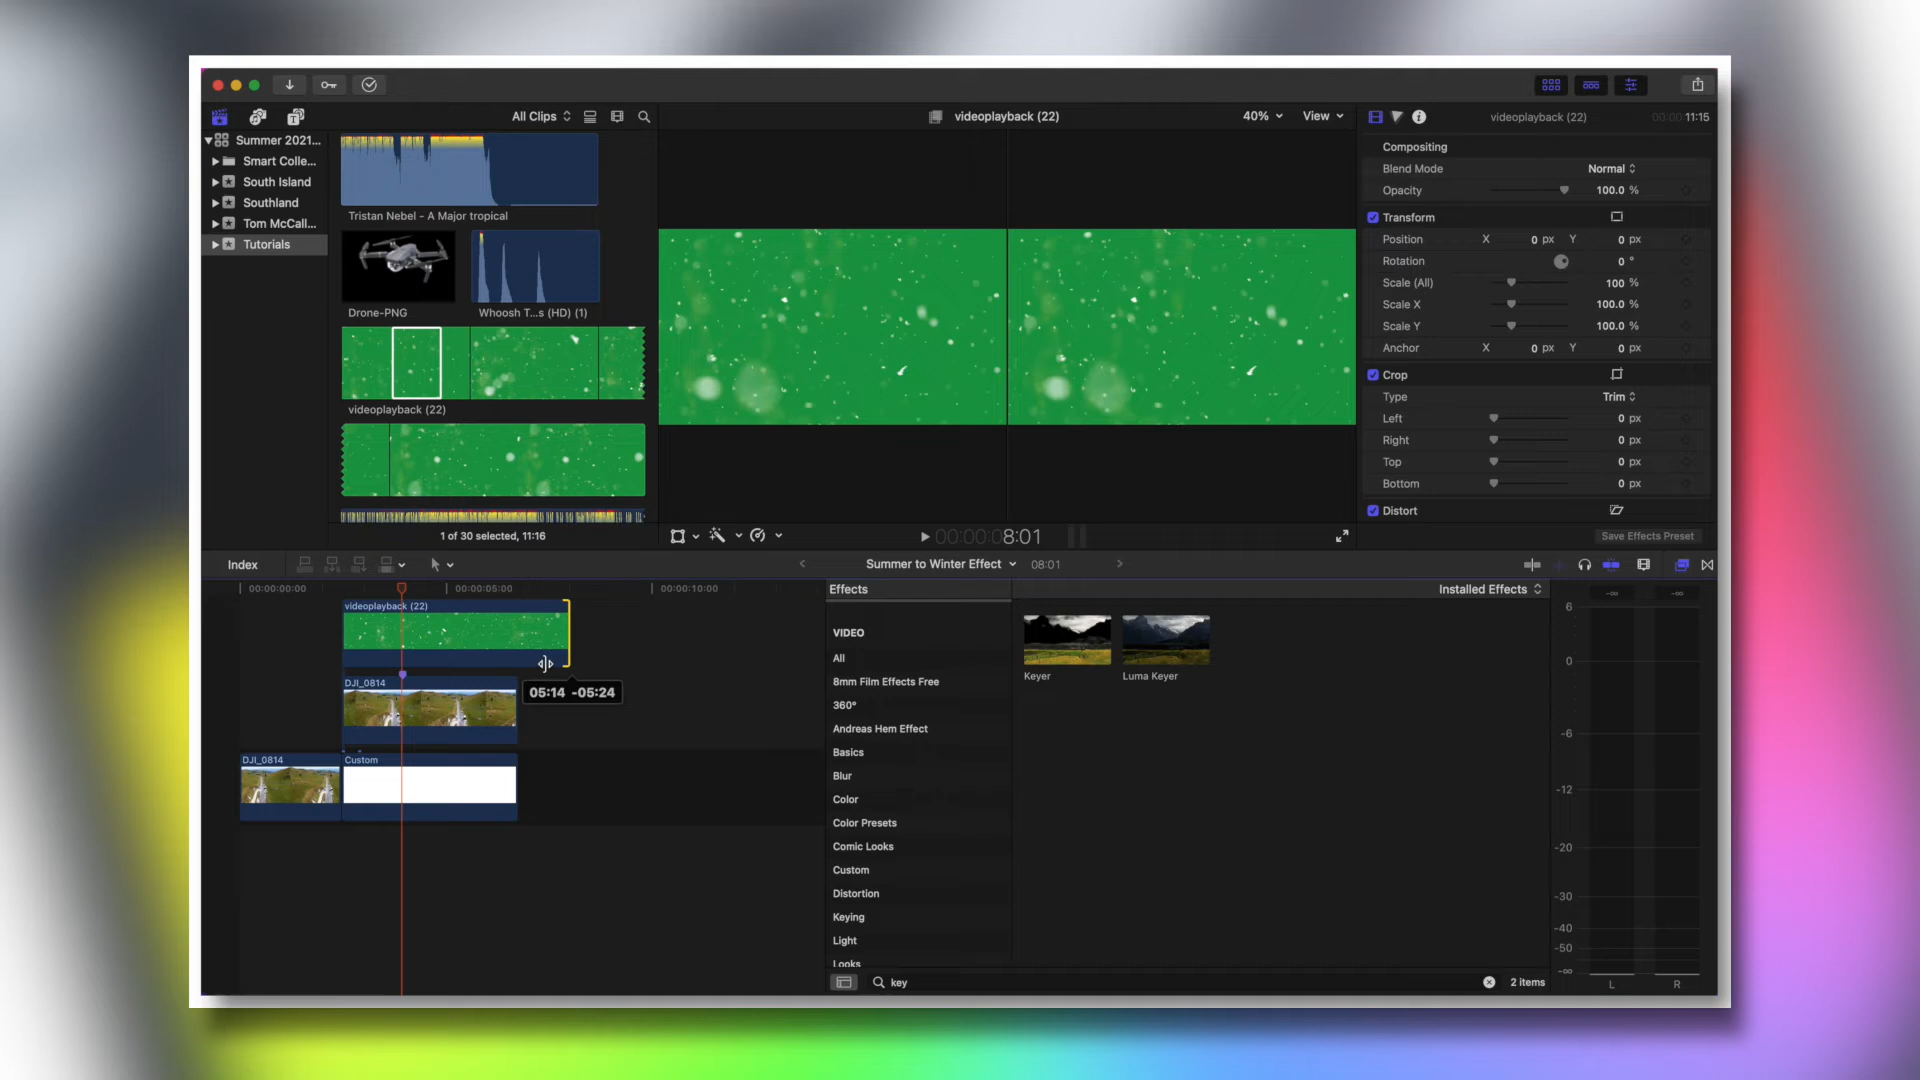 All Clips
videoplayback (22)
40%
View
videoplayback (22)
00:00:11:15
Summer 2021...
Smart Colle...
South Island
Southland
Tom McCall...
Tutorials
Tristan Nebel - A Major tropical
Drone-PNG
Whoosh T...s (HD) (1)
videoplayback (22)
1 of 30 selected, 11:16
00:00:00:08:01
Compositing
Blend Mode
Normal
Opacity
100.0 %
Transform
Position
X
0 px
Y
0 px
Rotation
0 °
Scale (All)
100 %
Scale X
100.0 %
Scale Y
100.0 %
Anchor
X
0 px
Y
0 px
Crop
Type
Trim
Left
0 px
Right
0 px
Top
0 px
Bottom
0 px
Distort
Save Effects Preset
Index
Summer to Winter Effect
08:01
00:00:00:00
00:00:05:00
00:00:10:00
videoplayback (22)
DJI_0814
05:14 -05:24
DJI_0814
Custom
Effects
Installed Effects
VIDEO
All
8mm Film Effects Free
360°
Andreas Hem Effect
Basics
Blur
Color
Color Presets
Comic Looks
Custom
Distortion
Keying
Light
Looks
Keyer
Luma Keyer
key
2 items
-∞
-∞
6
0
-6
-12
-20
-30
-40
-50
-∞
L
R